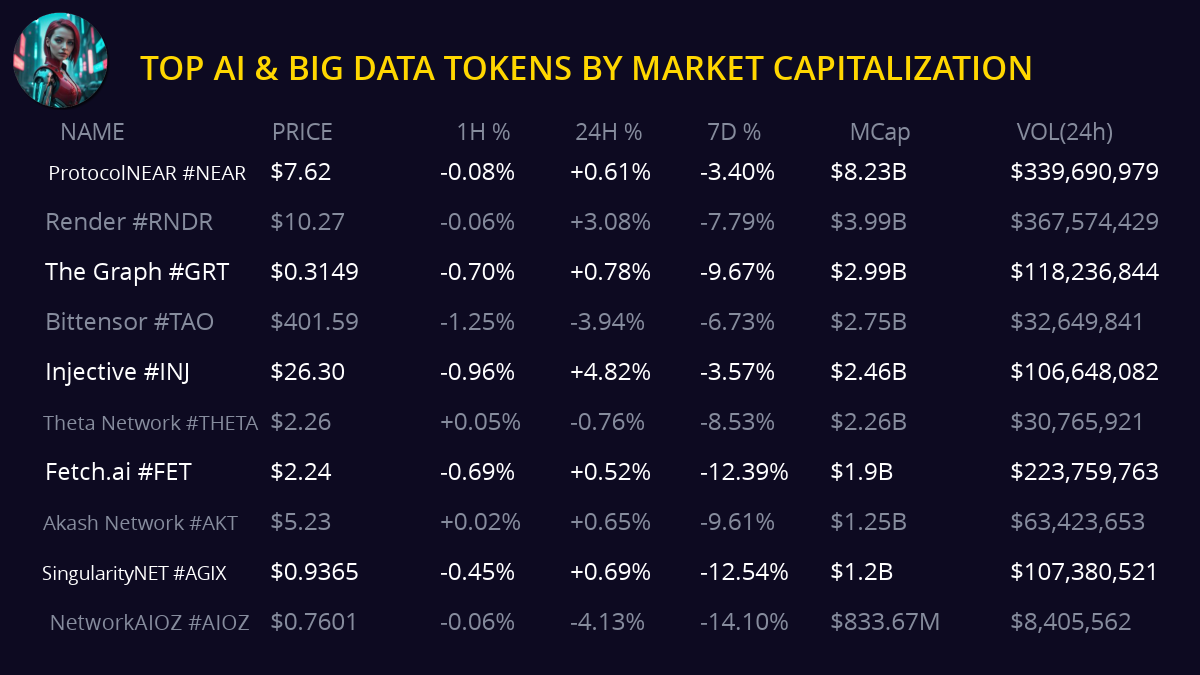 TOP AI & BIG DATA TOKENS BY MARKET CAPITALIZATION
NAME PRICE 1H % 24H % 7D % MCap VOL(24h)
ProtocolNEAR #NEAR $7.62 -0.08% +0.61% -3.40% $8.23B $339,690,979
Render #RNDR $10.27 -0.06% +3.08% -7.79% $3.99B $367,574,429
The Graph #GRT $0.3149 -0.70% +0.78% -9.67% $2.99B $118,236,844
Bittensor #TAO $401.59 -1.25% -3.94% -6.73% $2.75B $32,649,841
Injective #INJ $26.30 -0.96% +4.82% -3.57% $2.46B $106,648,082
Theta Network #THETA $2.26 +0.05% -0.76% -8.53% $2.26B $30,765,921
Fetch.ai #FET $2.24 -0.69% +0.52% -12.39% $1.9B $223,759,763
Akash Network #AKT $5.23 +0.02% +0.65% -9.61% $1.25B $63,423,653
SingularityNET #AGIX $0.9365 -0.45% +0.69% -12.54% $1.2B $107,380,521
NetworkAIOZ #AIOZ $0.7601 -0.06% -4.13% -14.10% $833.67M $8,405,562